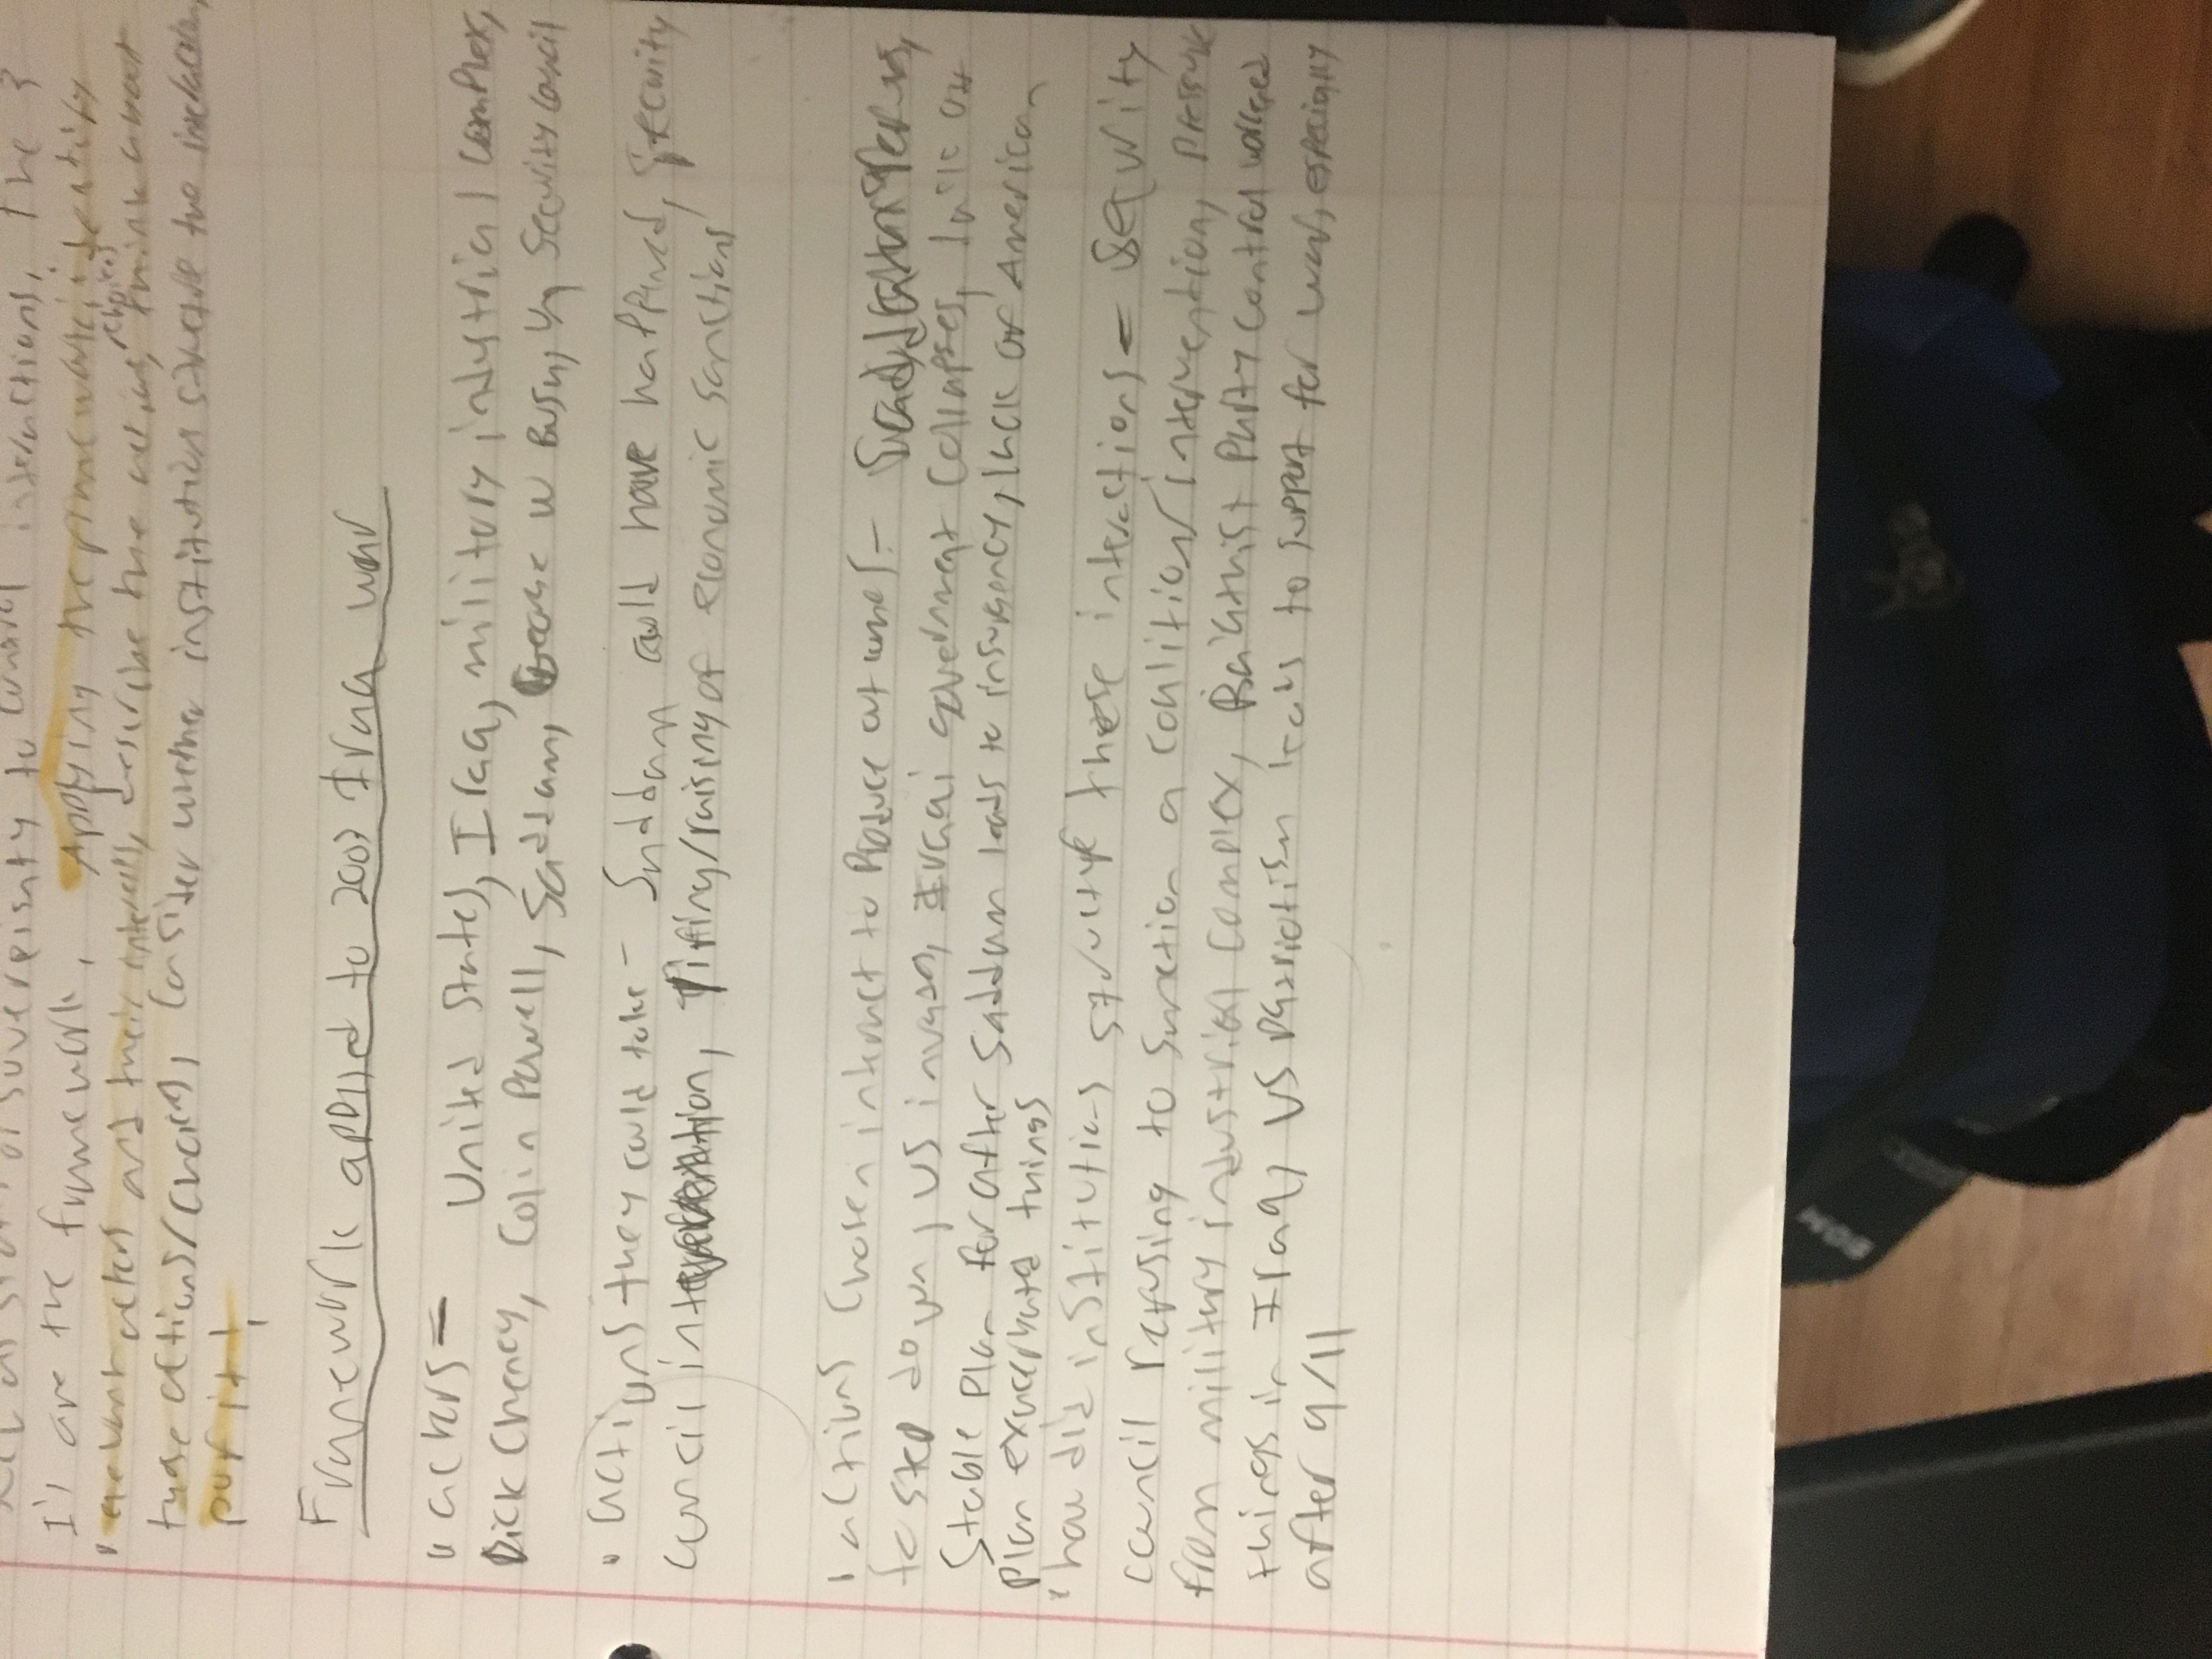 of sovereignty to control interactions, The 3
I's are the framework, Applying the framework: identify
relevant actors and their interests, describe the actions, think about
choices
those actions/choices, consider whether institutions structure the interaction,
put it!
Framework applied to 2003 Iraq war
actors = United States, Iraq, military industrial complex,
Dick Cheney, Colin Powell, Saddam, George W Bush, UN Security Council
actions they could take - Saddam could have happened, security
council intervention, lifting/raising of economic sanctions
actions chosen interact to produce outcomes - Saddam refuses,
to step down, US invades, Iraqi government collapses, lack of
stable plan for after Saddam leads to insurgency, lack of American
plan exacerbated things
how did institutions structure these interactions = security
council refusing to sanction a coalition/intervention, pressure
from military industrial complex, Ba'athist party control worsened
things in Iraq, US patriotism leads to support for war, especially
after 9/11